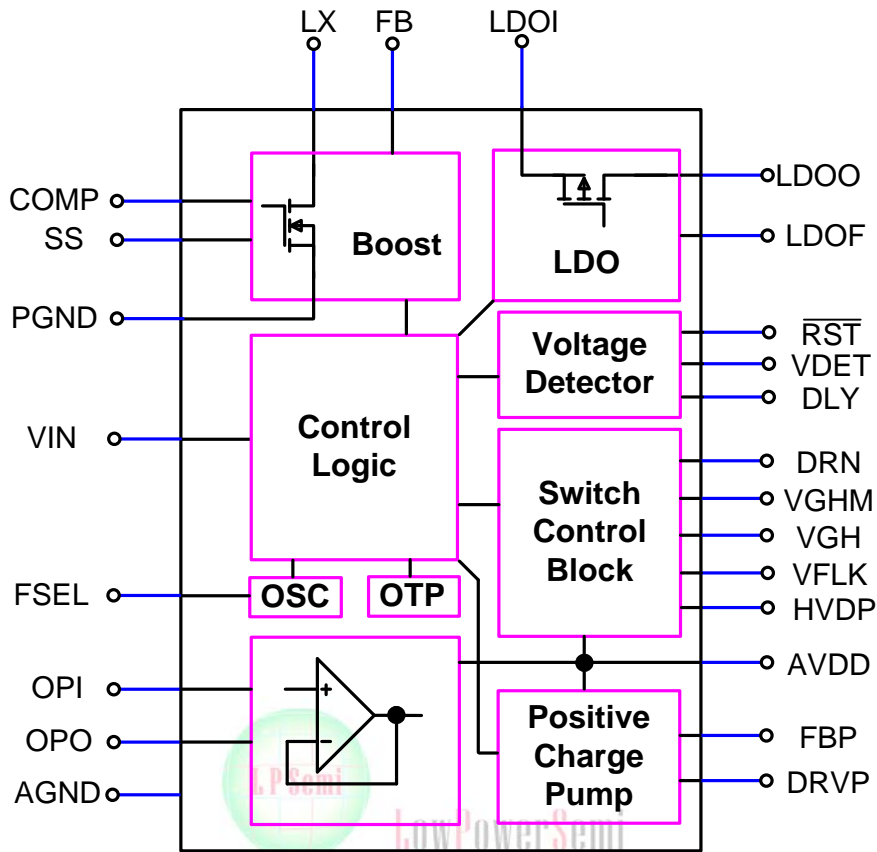 LX FB LDOI
COMP
SS
PGND
VIN
FSEL
OPI
OPO
AGND
Boost
LDO
Voltage
Detector
Control
Logic
Switch
Control
Block
OSC
OTP
+
−
Positive
Charge
Pump
LDOO
LDOF
R̅S̅T̅
VDET
DLY
DRN
VGHM
VGH
VFLK
HVDP
AVDD
FBP
DRVP
LPSemi
LowPowerSemi